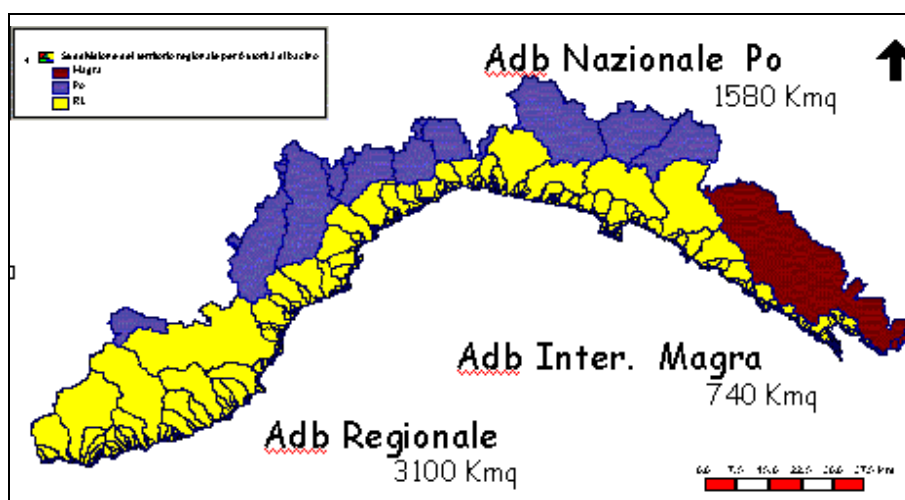 Magra
Po
RL
Adb Nazionale Po
1580 Kmq
Adb Inter. Magra
740 Kmq
Adb Regionale
3100 Kmq